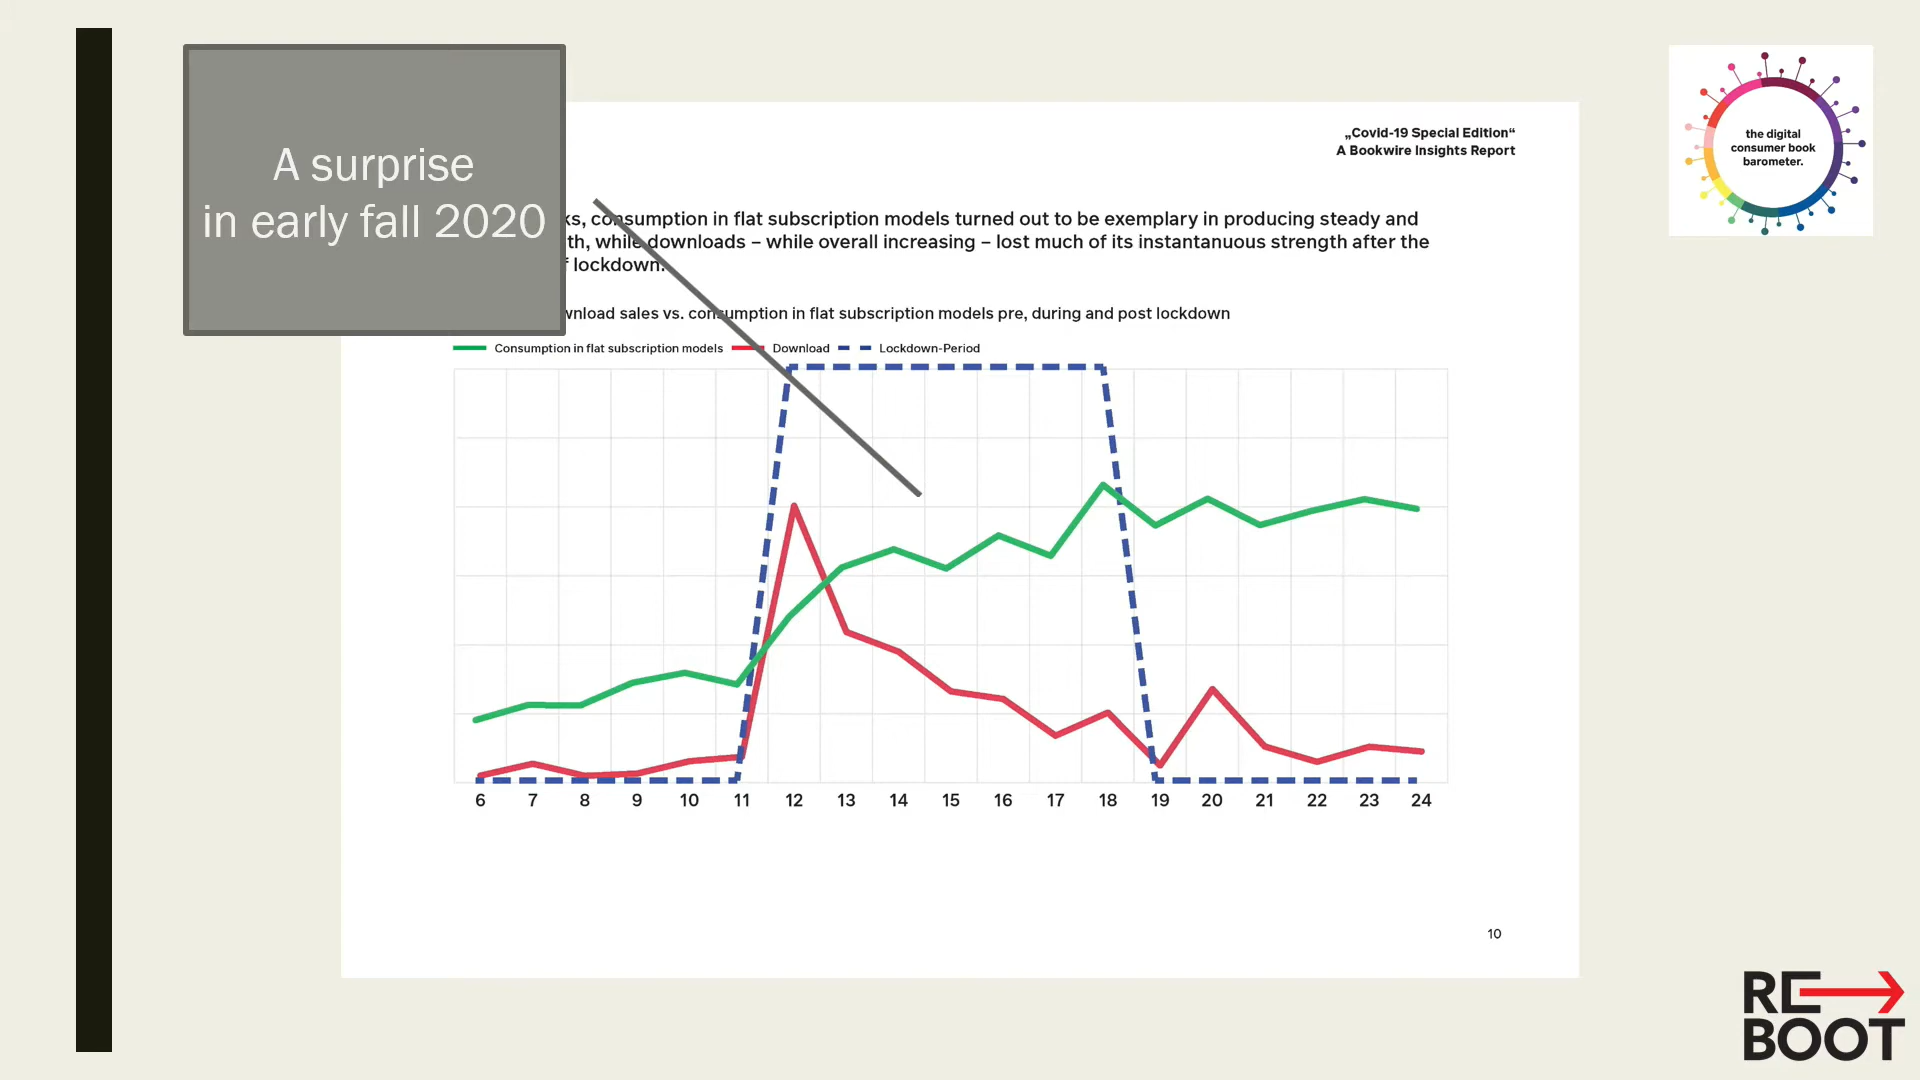 A surprise
in early fall 2020
„Covid-19 Special Edition“
A Bookwire Insights Report
the digital
consumer book
barometer.
consumption in flat subscription models turned out to be exemplary in producing steady and
while downloads – while overall increasing – lost much of its instantanuous strength after the
lockdown.
sales vs. consumption in flat subscription models pre, during and post lockdown
Consumption in flat subscription models Download Lockdown-Period
6 7 8 9 10 11 12 13 14 15 16 17 18 19 20 21 22 23 24
10
RE
BOOT